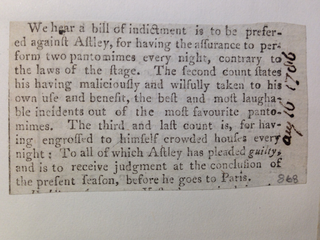 We hear a bill of indictment is to be prefer-
ed against Astley, for having the assurance to per-
form two pantomimes every night, contrary to
the laws of the stage. The second count states
his having maliciously and wilfully taken to his
own use and benefit, the best and most laugha-
ble incidents out of the most favourite panto-
mimes. The third and last count is, for hav-
ing engrossed to himself crowded houses every
night: To all of which Astley has pleaded guilty,
and is to receive judgment at the conclusion of
the present season, before he goes to Paris.
aug 10 1786
868